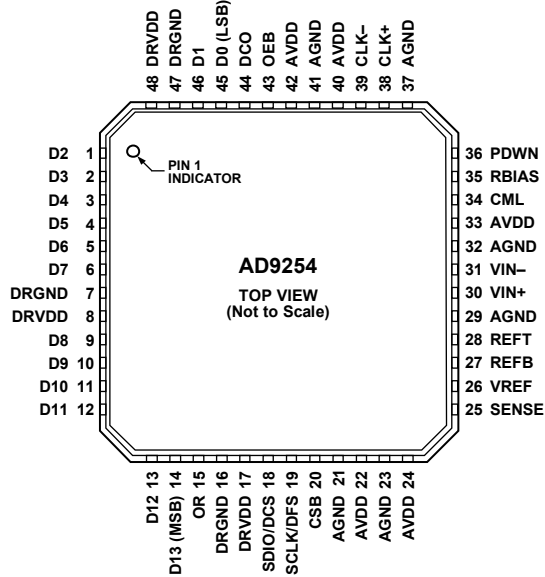 48 DRVDD
47 DRGND
46 D1
45 D0 (LSB)
44 DCO
43 OEB
42 AVDD
41 AGND
40 AVDD
39 CLK–
38 CLK+
37 AGND
D2 1
D3 2
D4 3
D5 4
D6 5
D7 6
DRGND 7
DRVDD 8
D8 9
D9 10
D10 11
D11 12
PIN 1
INDICATOR
AD9254
TOP VIEW
(Not to Scale)
36 PDWN
35 RBIAS
34 CML
33 AVDD
32 AGND
31 VIN–
30 VIN+
29 AGND
28 REFT
27 REFB
26 VREF
25 SENSE
D12 13
D13 (MSB) 14
OR 15
DRGND 16
DRVDD 17
SDIO/DCS 18
SCLK/DFS 19
CSB 20
AGND 21
AVDD 22
AGND 23
AVDD 24